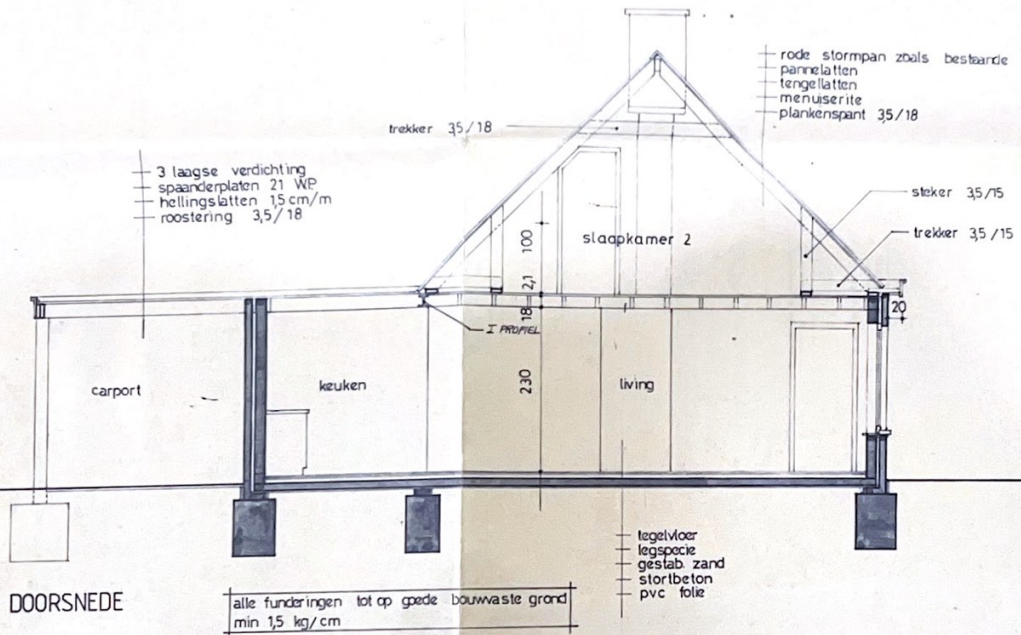 rode stormpan zoals bestaande
pannelatten
tengellatten
menuiserite
plankenspant 3,5/18
trekker 3,5/18
3 laagse verdichting
spaanderplaten 21 WP
hellingslatten 1,5 cm/m
roostering 3,5/18
steker 3,5/15
trekker 3,5/15
slaapkamer 2
100
2,1
18
20
I PROFIEL
230
carport
keuken
living
tegelvloer
legspecie
gestab. zand
stortbeton
pvc folie
DOORSNEDE
alle funderingen tot op goede bouwvaste grond
min 1,5 kg/cm